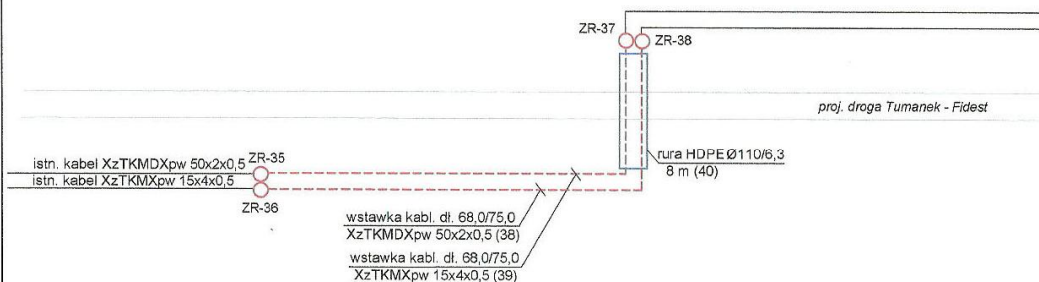 ZR-37
ZR-38
proj. droga Tumanek - Fidest
istn. kabel XzTKMDXpw 50x2x0,5
ZR-35
istn. kabel XzTKMXpw 15x4x0,5
ZR-36
rura HDPEØ110/6,3
8 m (40)
wstawka kabl. dł. 68,0/75,0
XzTKMDXpw 50x2x0,5 (38)
wstawka kabl. dł. 68,0/75,0
XzTKMXpw 15x4x0,5 (39)